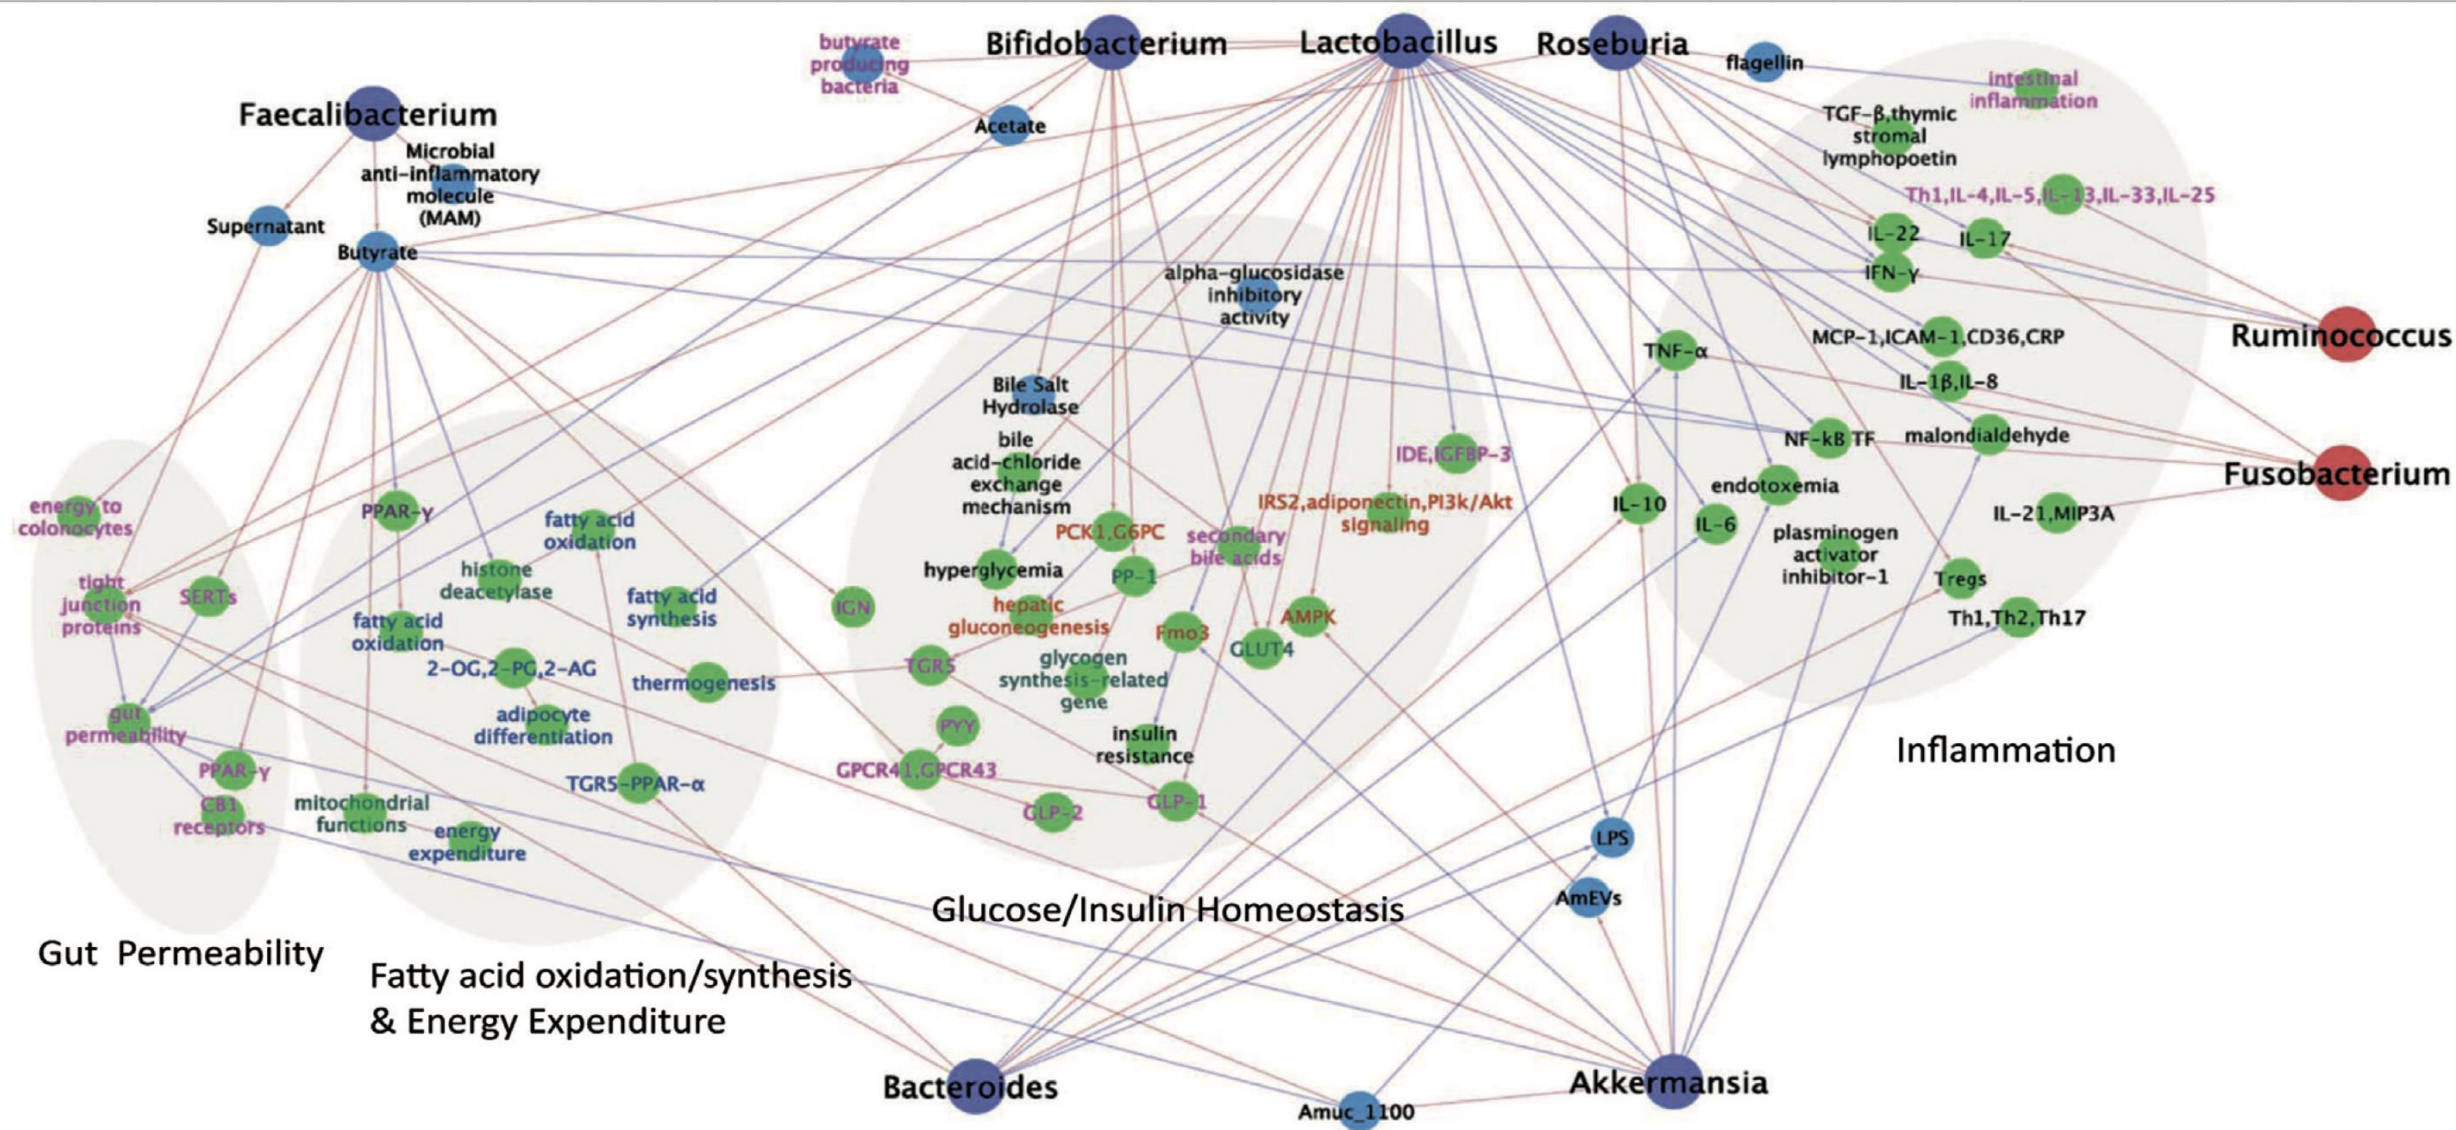 Bifidobacterium
Lactobacillus
Roseburia
butyrate
producing
bacteria
flagellin
intestinal
inflammation
Faecalibacterium
Acetate
TGF-β,thymic
stromal
lymphopoetin
Microbial
anti-inflammatory
molecule
(MAM)
Th1,IL-4,IL-5,IL-13,IL-33,IL-25
Supernatant
Butyrate
IL-22
IL-17
IFN-γ
alpha-glucosidase
inhibitory
activity
MCP-1,ICAM-1,CD36,CRP
Ruminococcus
TNF-α
IL-1β,IL-8
Bile Salt
Hydrolase
NF-kB TF
malondialdehyde
bile
acid-chloride
exchange
mechanism
IDE,IGFBP-3
Fusobacterium
endotoxemia
energy to
colonocytes
PPAR-γ
fatty acid
oxidation
PCK1,G6PC
secondary
bile acids
IRS2,adiponectin,PI3k/Akt
signaling
IL-10
IL-6
IL-21,MIP3A
plasminogen
activator
inhibitor-1
histone
deacetylase
hyperglycemia
PP-1
Tregs
tight
junction
proteins
SERTs
fatty acid
synthesis
IGN
hepatic
gluconeogenesis
Fmo3
AMPK
Th1,Th2,Th17
fatty acid
oxidation
GLUT4
2-OG,2-PG,2-AG
thermogenesis
TGR5
glycogen
synthesis-related
gene
gut
permeability
adipocyte
differentiation
PYY
insulin
resistance
Inflammation
PPAR-γ
TGR5-PPAR-α
GPCR41,GPCR43
CB1
receptors
mitochondrial
functions
GLP-2
GLP-1
energy
expenditure
LPS
AmEVs
Glucose/Insulin Homeostasis
Gut Permeability
Fatty acid oxidation/synthesis
& Energy Expenditure
Bacteroides
Akkermansia
Amuc_1100